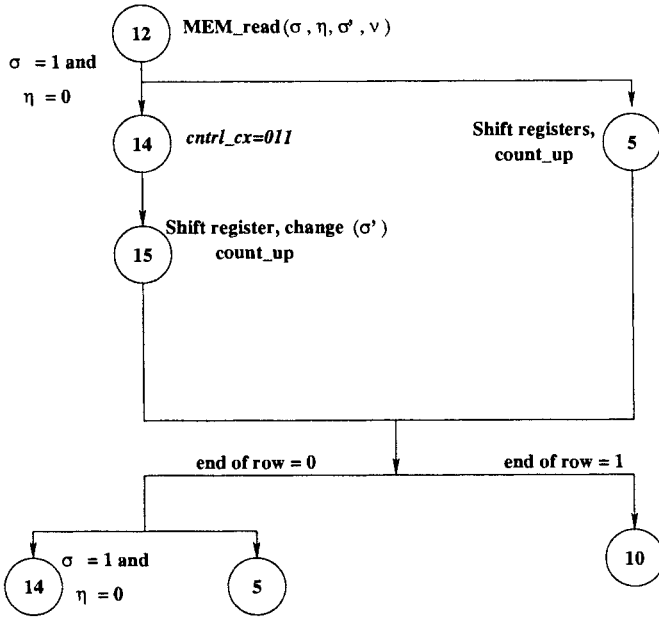 12
MEM_read(σ , η, σ' , ν )
σ = 1 and
η = 0
14
cntrl_cx=011
Shift registers,
count_up
5
Shift register, change (σ')
count_up
15
end of row = 0
end of row = 1
14
σ = 1 and
η = 0
5
10